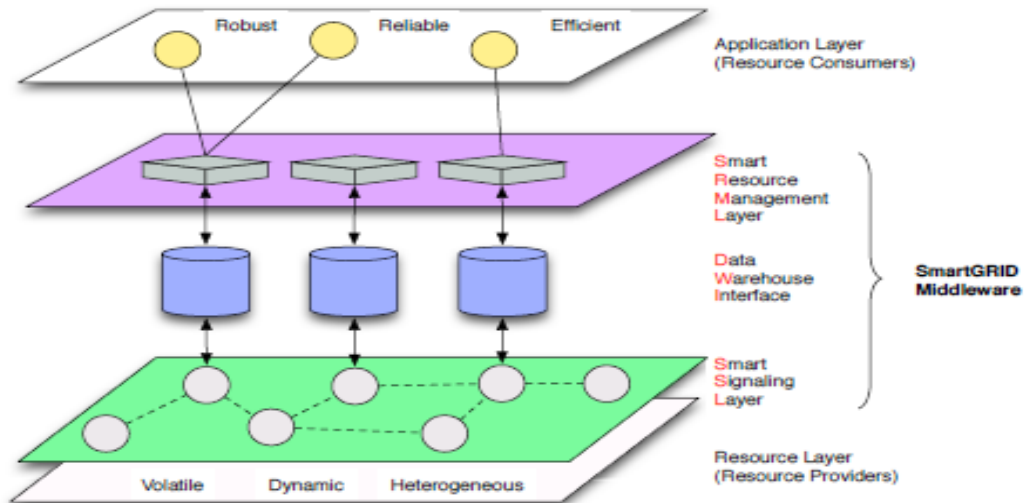 Robust Reliable Efficient
Application Layer
(Resource Consumers)
Smart
Resource
Management
Layer
Data
Warehouse
Interface
SmartGRID
Middleware
Smart
Signaling
Layer
Resource Layer
(Resource Providers)
Volatile Dynamic Heterogeneous